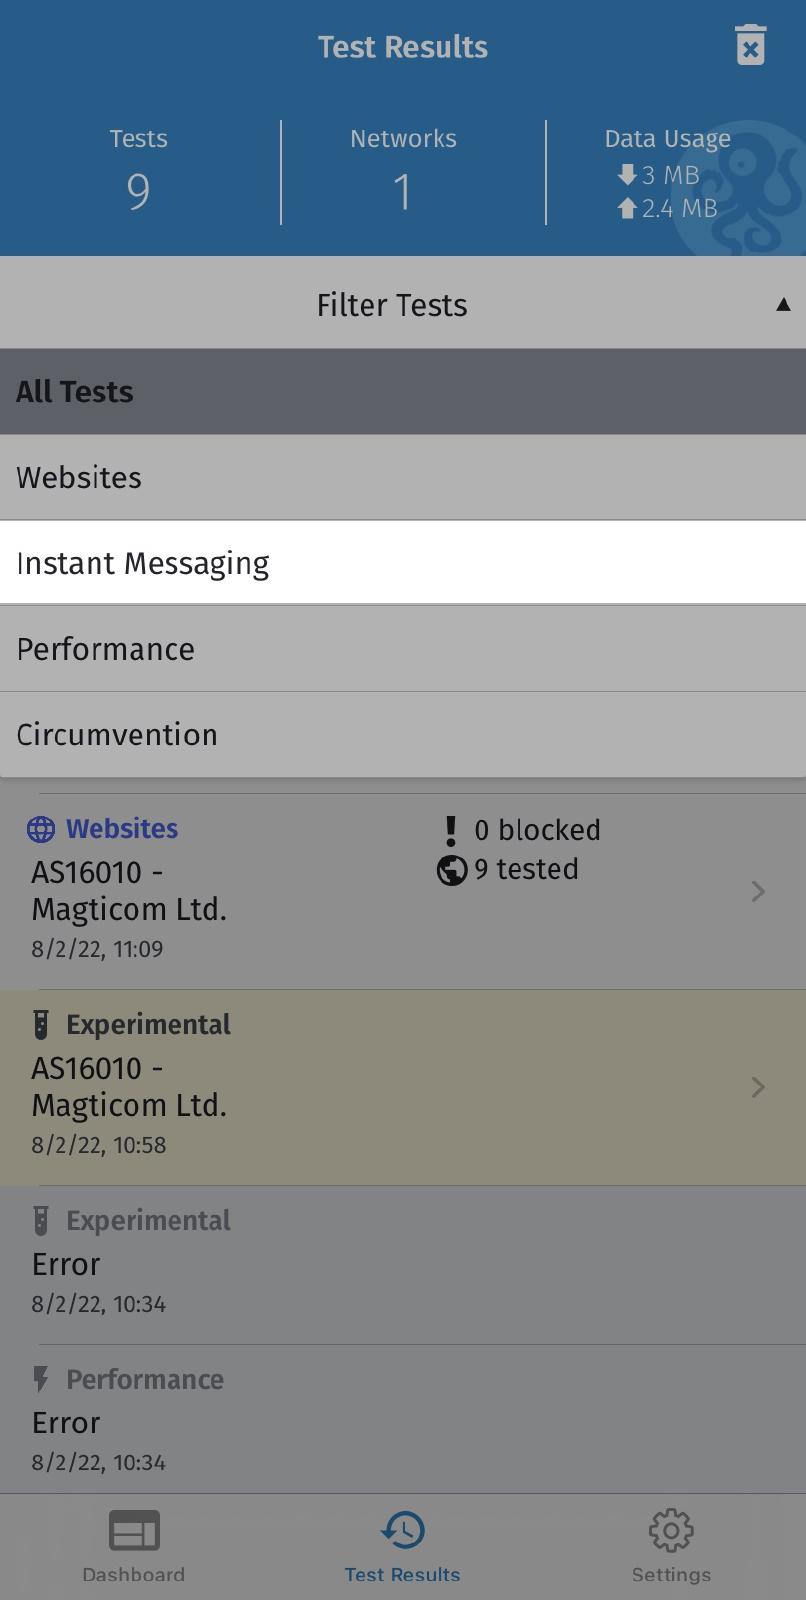 Test Results
Tests
9
Networks
1
Data Usage
3 MB
2.4 MB
Filter Tests
All Tests
Websites
Instant Messaging
Performance
Circumvention
Websites
AS16010 -
Magticom Ltd.
8/2/22, 11:09
0 blocked
9 tested
Experimental
AS16010 -
Magticom Ltd.
8/2/22, 10:58
Experimental
Error
8/2/22, 10:34
Performance
Error
8/2/22, 10:34
Dashboard
Test Results
Settings